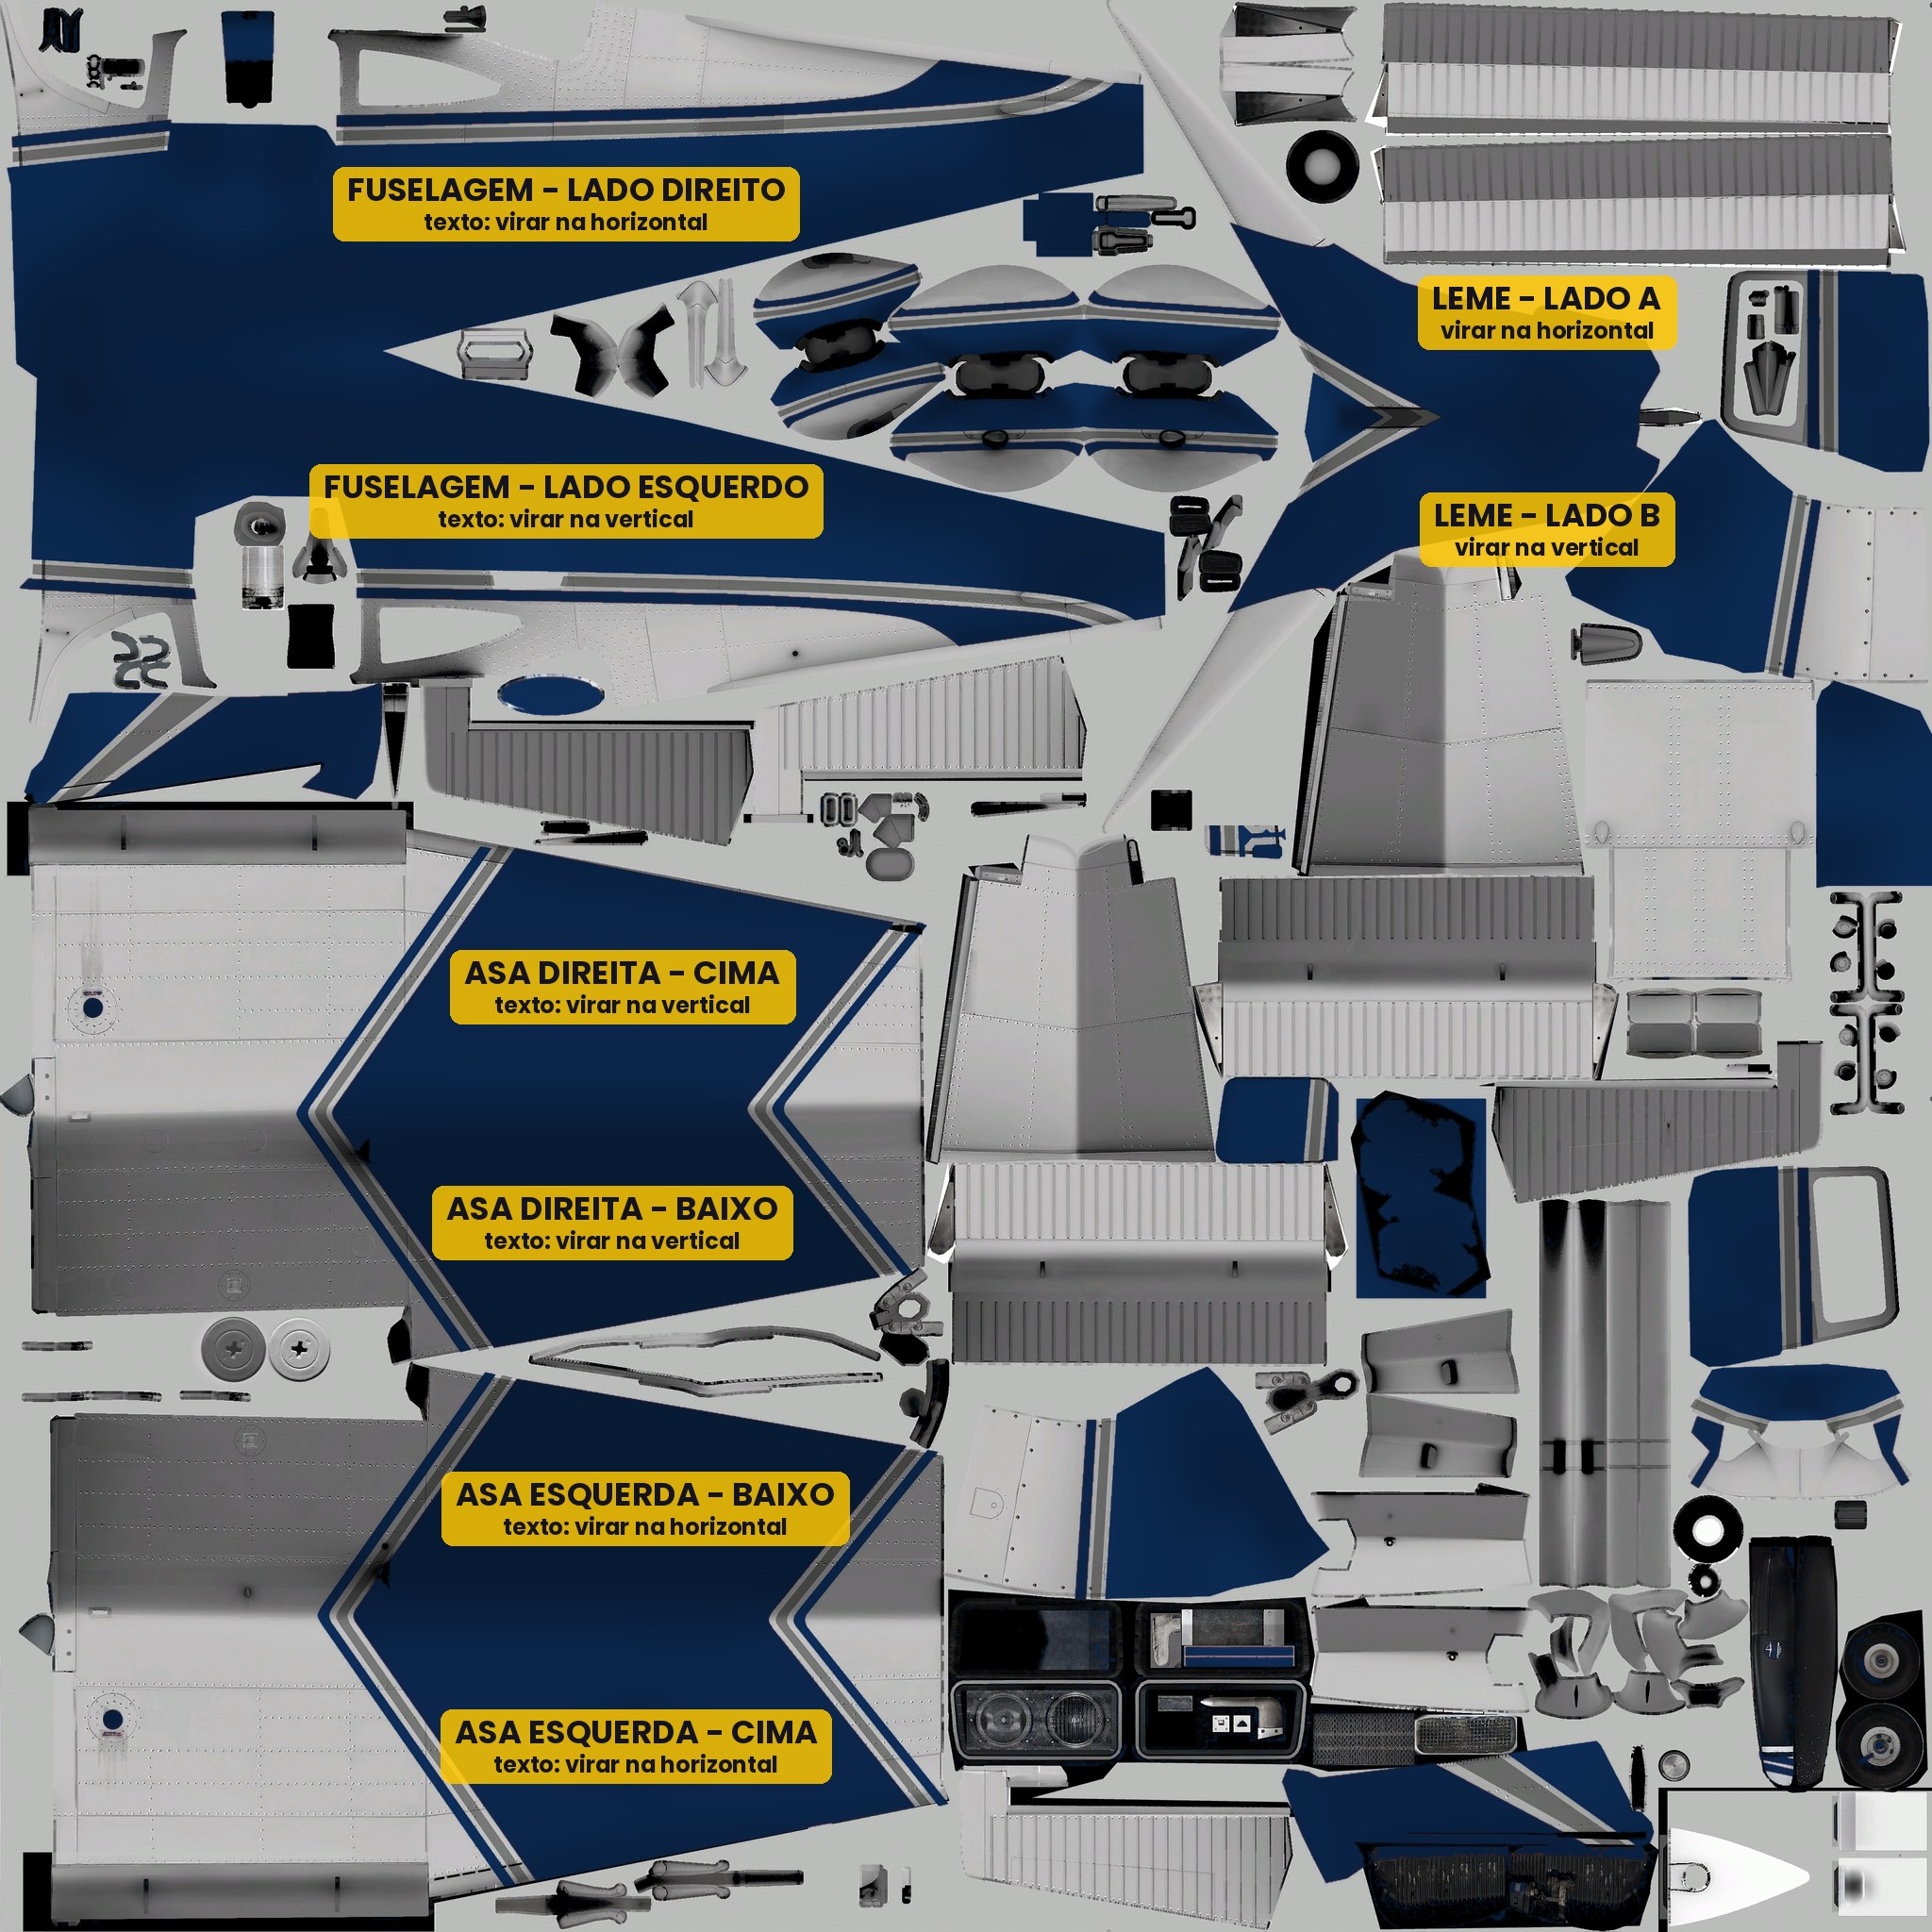 FUSELAGEM - LADO DIREITO
texto: virar na horizontal
LEME - LADO A
virar na horizontal
FUSELAGEM - LADO ESQUERDO
texto: virar na vertical
LEME - LADO B
virar na vertical
ASA DIREITA - CIMA
texto: virar na vertical
ASA DIREITA - BAIXO
texto: virar na vertical
ASA ESQUERDA - BAIXO
texto: virar na horizontal
ASA ESQUERDA - CIMA
texto: virar na horizontal